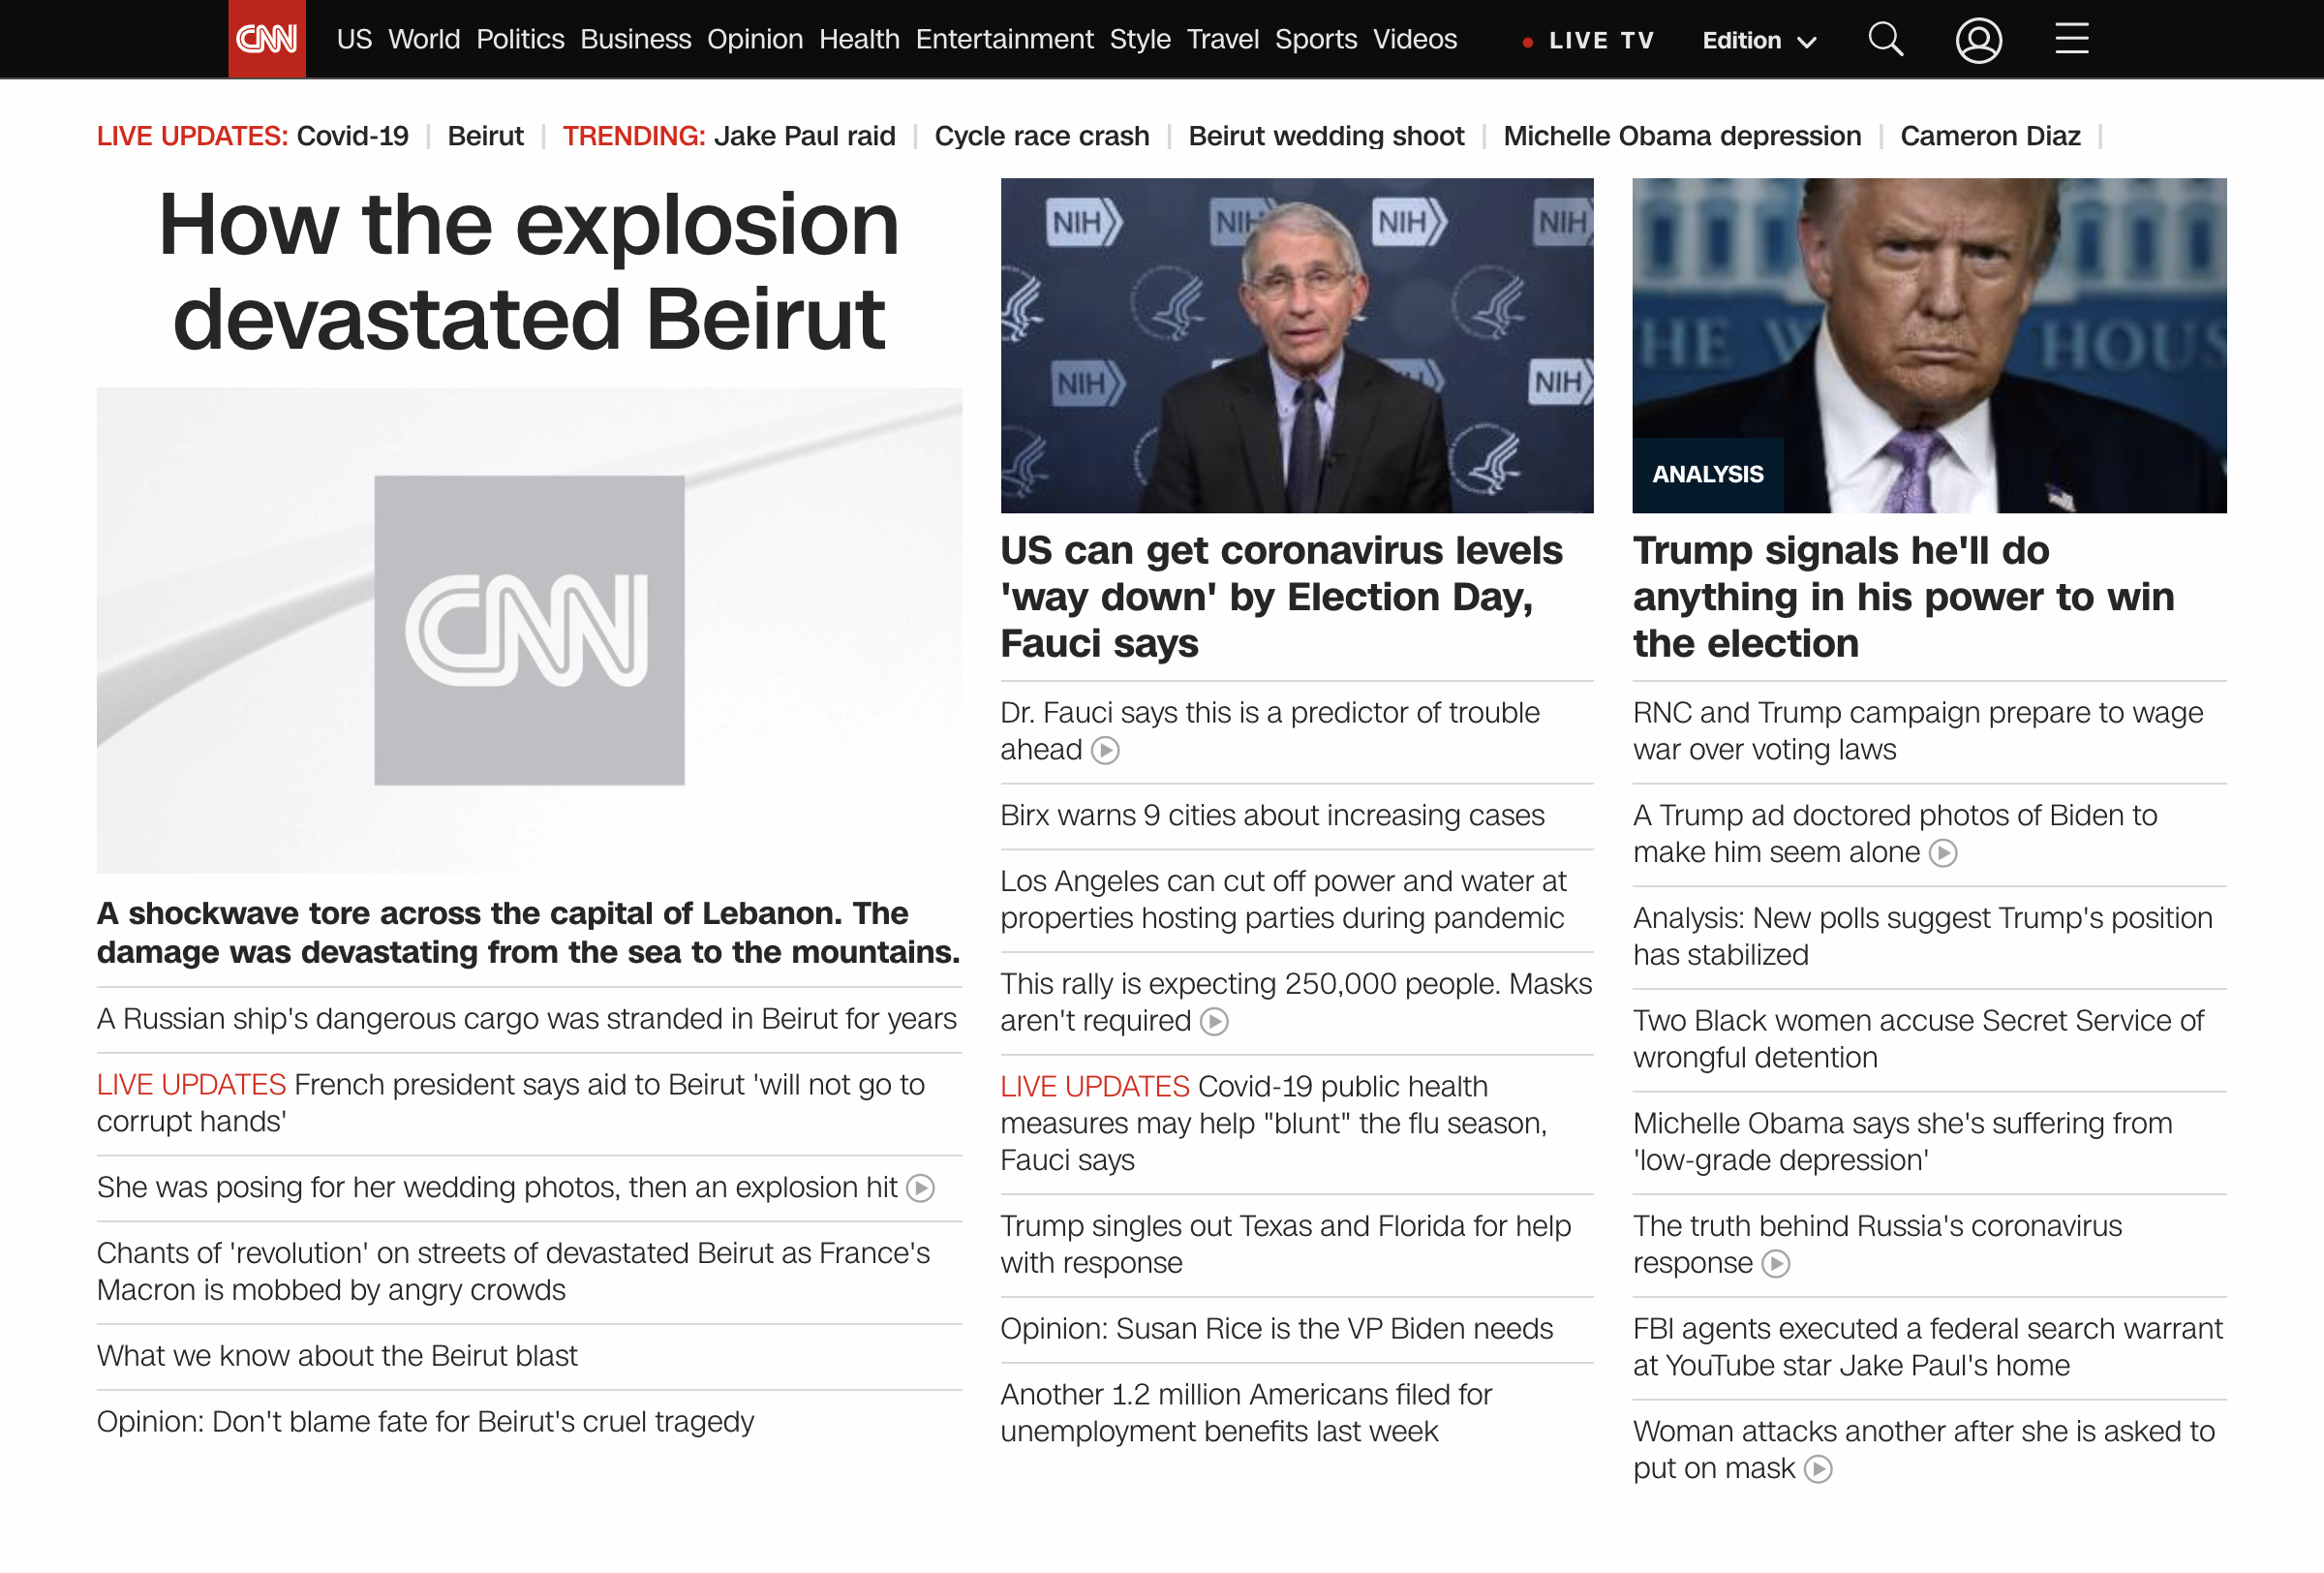 CNN
US World Politics Business Opinion Health Entertainment Style Travel Sports Videos
LIVE TV
Edition
LIVE UPDATES: Covid-19 | Beirut | TRENDING: Jake Paul raid | Cycle race crash | Beirut wedding shoot | Michelle Obama depression | Cameron Diaz |
How the explosion
devastated Beirut
CNN
A shockwave tore across the capital of Lebanon. The
damage was devastating from the sea to the mountains.
A Russian ship's dangerous cargo was stranded in Beirut for years
LIVE UPDATES French president says aid to Beirut 'will not go to
corrupt hands'
She was posing for her wedding photos, then an explosion hit
Chants of 'revolution' on streets of devastated Beirut as France's
Macron is mobbed by angry crowds
What we know about the Beirut blast
Opinion: Don't blame fate for Beirut's cruel tragedy
NIH NIH NIH NIH
NIH NIH
US can get coronavirus levels
'way down' by Election Day,
Fauci says
Dr. Fauci says this is a predictor of trouble
ahead
Birx warns 9 cities about increasing cases
Los Angeles can cut off power and water at
properties hosting parties during pandemic
This rally is expecting 250,000 people. Masks
aren't required
LIVE UPDATES Covid-19 public health
measures may help "blunt" the flu season,
Fauci says
Trump singles out Texas and Florida for help
with response
Opinion: Susan Rice is the VP Biden needs
Another 1.2 million Americans filed for
unemployment benefits last week
HE W HOUS
ANALYSIS
Trump signals he'll do
anything in his power to win
the election
RNC and Trump campaign prepare to wage
war over voting laws
A Trump ad doctored photos of Biden to
make him seem alone
Analysis: New polls suggest Trump's position
has stabilized
Two Black women accuse Secret Service of
wrongful detention
Michelle Obama says she's suffering from
'low-grade depression'
The truth behind Russia's coronavirus
response
FBI agents executed a federal search warrant
at YouTube star Jake Paul's home
Woman attacks another after she is asked to
put on mask